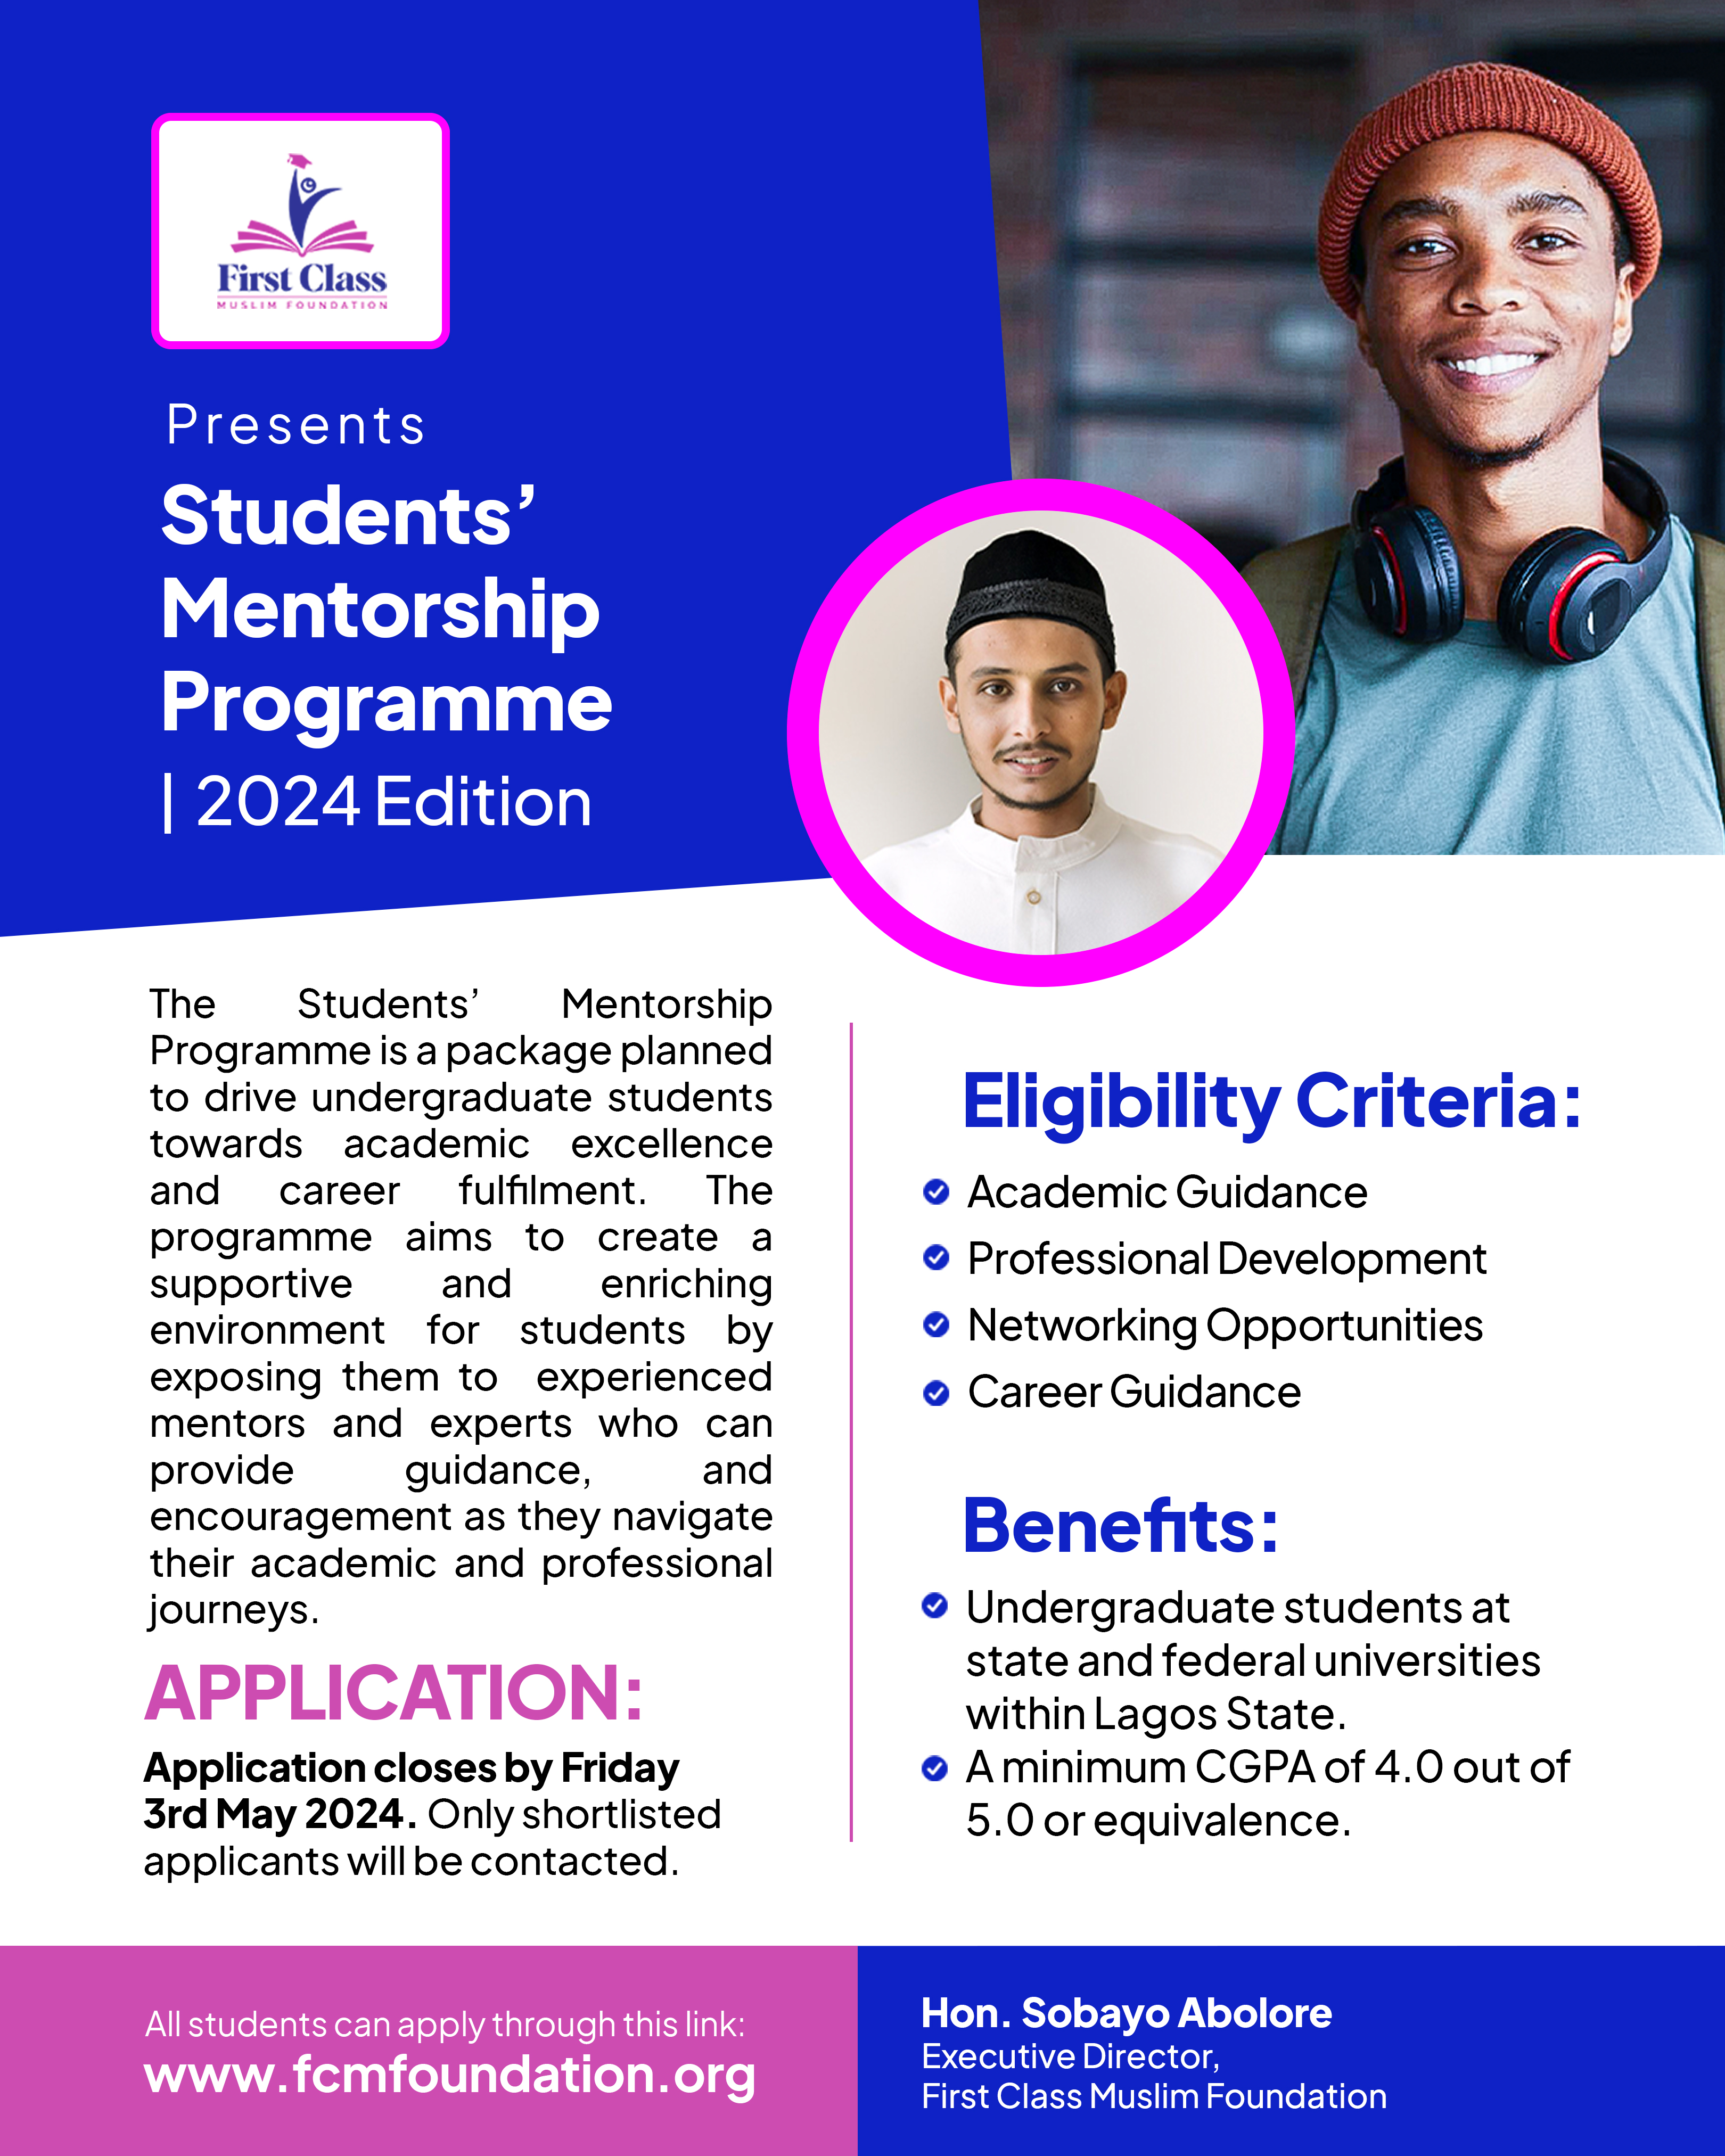 First Class
MUSLIM FOUNDATION
Presents
Students’
Mentorship
Programme
| 2024 Edition
The Students’ Mentorship
Programme is a package planned
to drive undergraduate students
towards academic excellence
and career fulfilment. The
programme aims to create a
supportive and enriching
environment for students by
exposing them to experienced
mentors and experts who can
provide guidance, and
encouragement as they navigate
their academic and professional
journeys.
APPLICATION:
Application closes by Friday
3rd May 2024. Only shortlisted
applicants will be contacted.
Eligibility Criteria:
Academic Guidance
Professional Development
Networking Opportunities
Career Guidance
Benefits:
Undergraduate students at
state and federal universities
within Lagos State.
A minimum CGPA of 4.0 out of
5.0 or equivalence.
All students can apply through this link:
www.fcmfoundation.org
Hon. Sobayo Abolore
Executive Director,
First Class Muslim Foundation